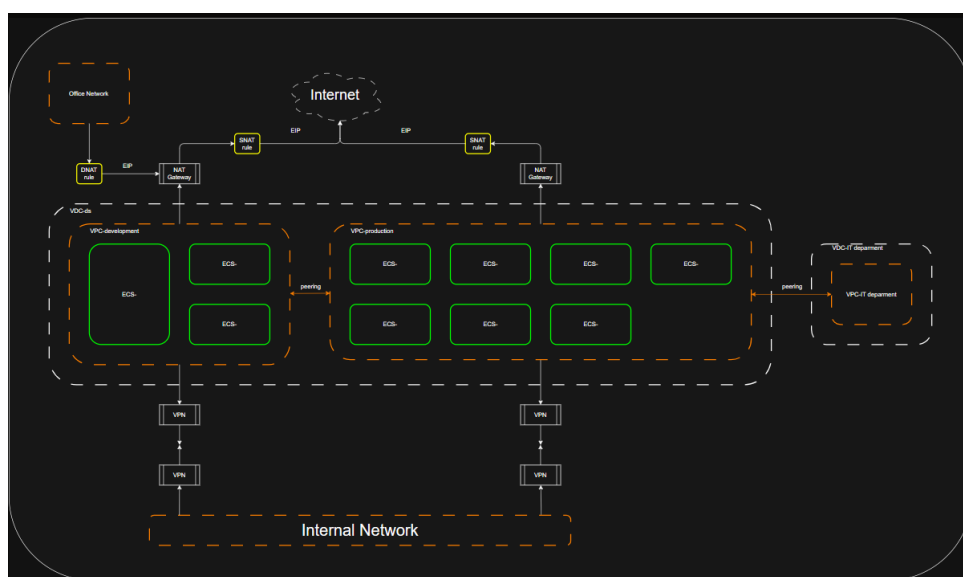 Internet
Office Network
EIP
EIP
SNAT
rule
SNAT
rule
DNAT
rule
EIP
NAT
Gateway
NAT
Gateway
VDC-ds
VPC-development
VPC-production
VDC-IT deparment
ECS-
ECS-
ECS-
ECS-
ECS-
ECS-
ECS-
peering
peering
VPC-IT deparment
ECS-
ECS-
ECS-
ECS-
VPN
VPN
VPN
VPN
Internal Network